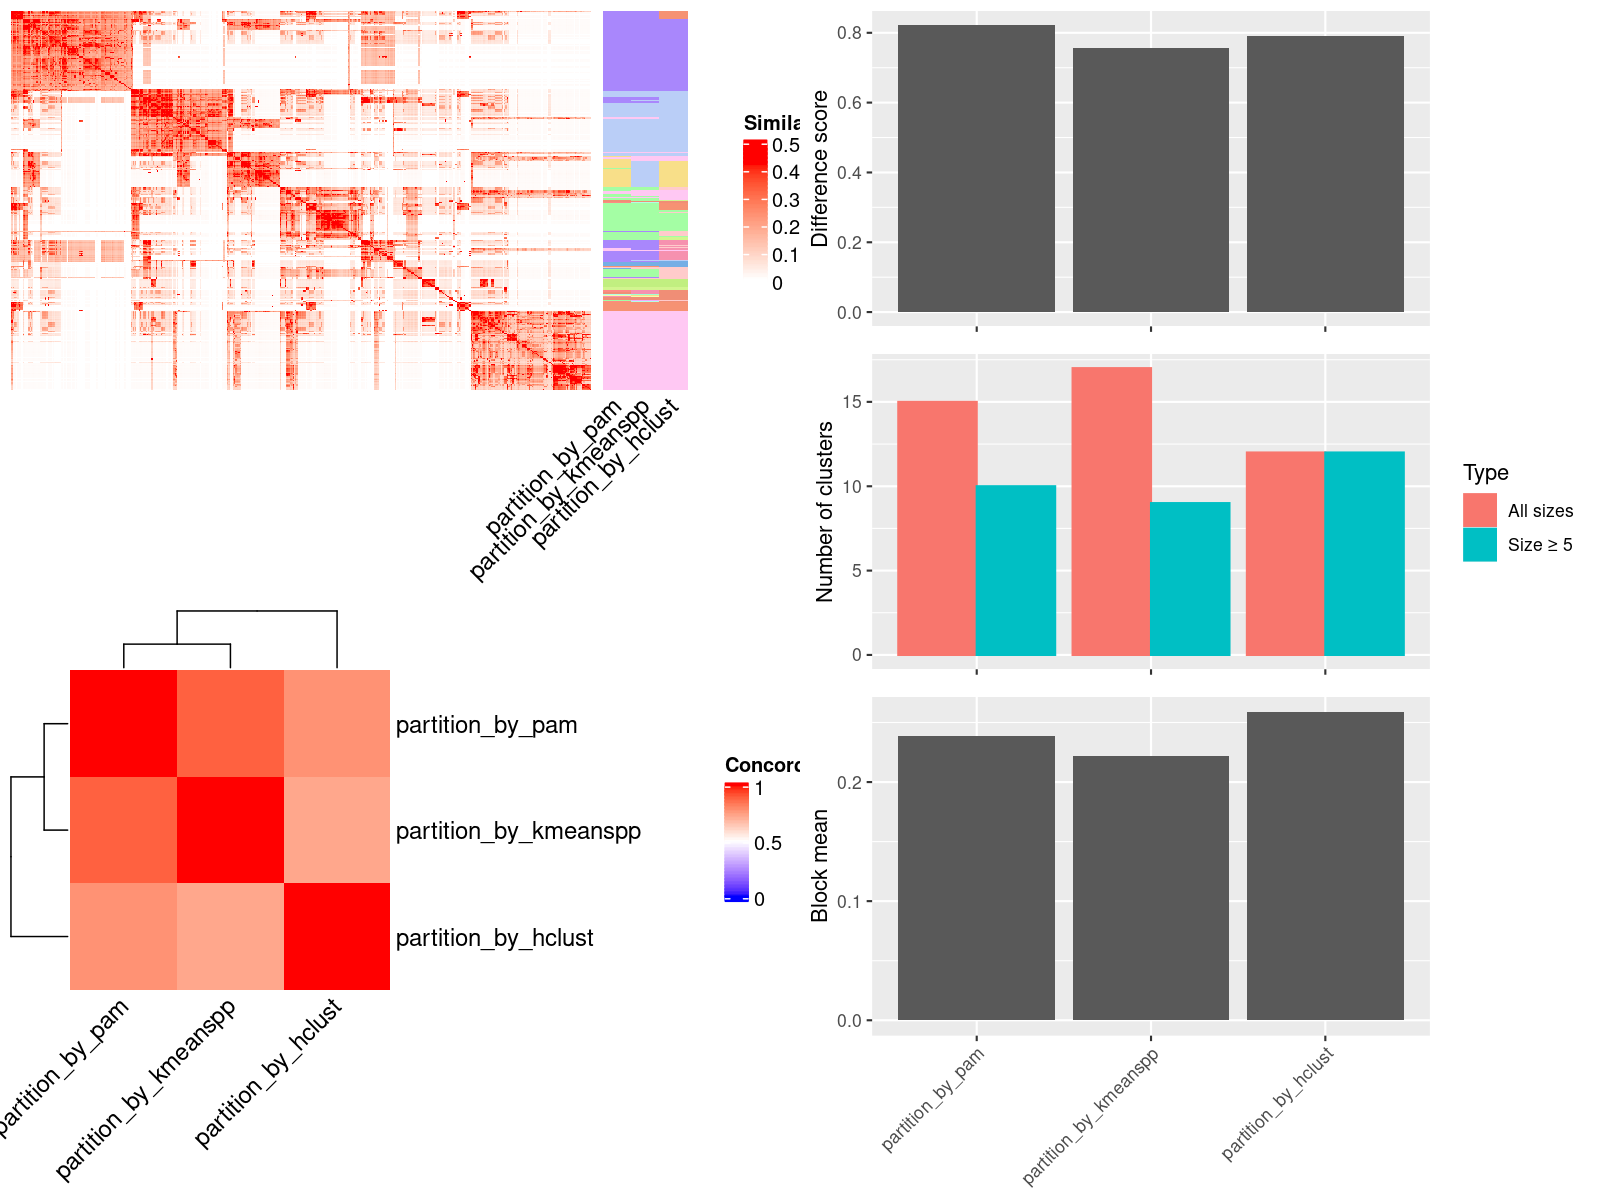 Simila
0.5
0.4
0.3
0.2
0.1
0
partition_by_pam
partition_by_kmeanspp
partition_by_hclust
partition_by_pam
partition_by_kmeanspp
partition_by_hclust
Concord
1
0.5
0
partition_by_pam
partition_by_kmeanspp
partition_by_hclust
Difference score
0.8
0.6
0.4
0.2
0.0
Number of clusters
15
10
5
0
Type
All sizes
Size ≥ 5
Block mean
0.2
0.1
0.0
partition_by_pam
partition_by_kmeanspp
partition_by_hclust